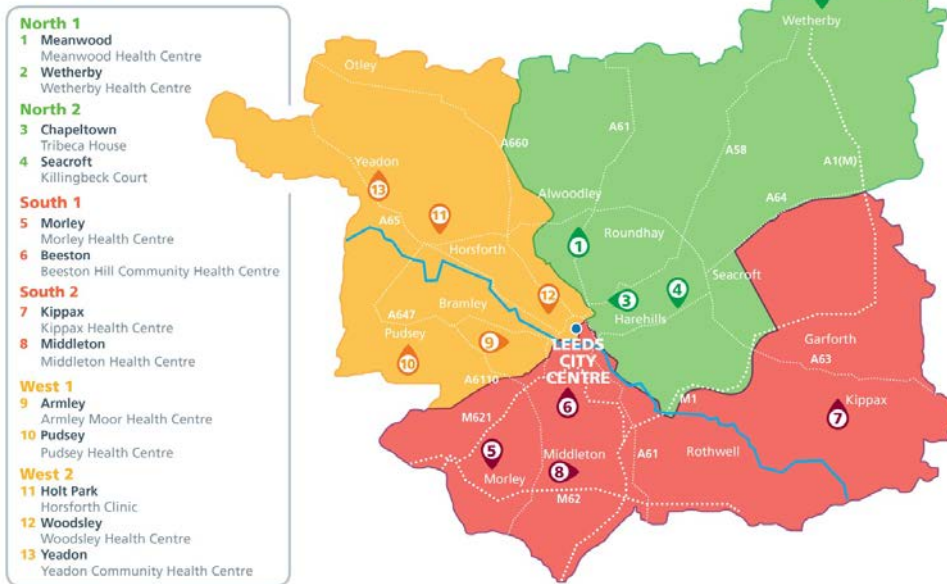 North 1
1 Meanwood
Meanwood Health Centre
2 Wetherby
Wetherby Health Centre
North 2
3 Chapeltown
Tribeca House
4 Seacroft
Killingbeck Court
South 1
5 Morley
Morley Health Centre
6 Beeston
Beeston Hill Community Health Centre
South 2
7 Kippax
Kippax Health Centre
8 Middleton
Middleton Health Centre
West 1
9 Armley
Armley Moor Health Centre
10 Pudsey
Pudsey Health Centre
West 2
11 Holt Park
Horsforth Clinic
12 Woodsley
Woodsley Health Centre
13 Yeadon
Yeadon Community Health Centre
Wetherby
Otley
A660
A61
A58
A1(M)
Yeadon
13
Alwoodley
A64
11
A65
Roundhay
1
Horsforth
Seacroft
12
3
4
Bramley
Harehills
A647
Pudsey
9
10
LEEDS
CITY
CENTRE
Garforth
A63
A6110
M1
Kippax
6
7
M621
5
Middleton
A61
Rothwell
Morley
8
M62